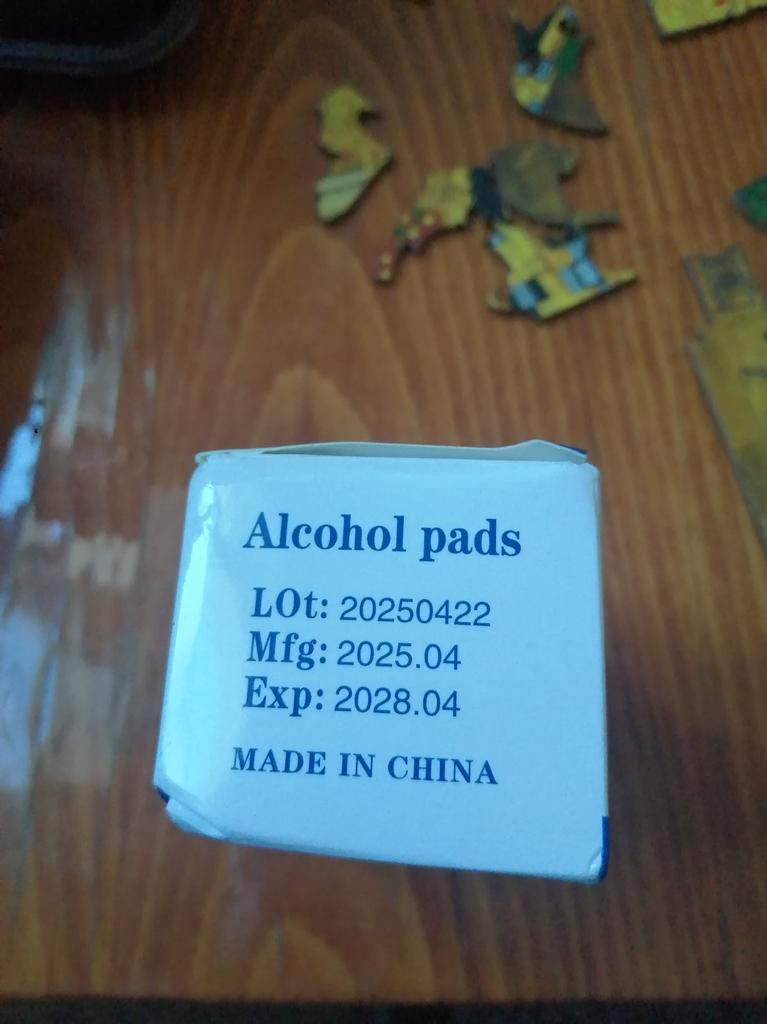 Alcohol pads
LOt: 20250422
Mfg: 2025.04
Exp: 2028.04
MADE IN CHINA